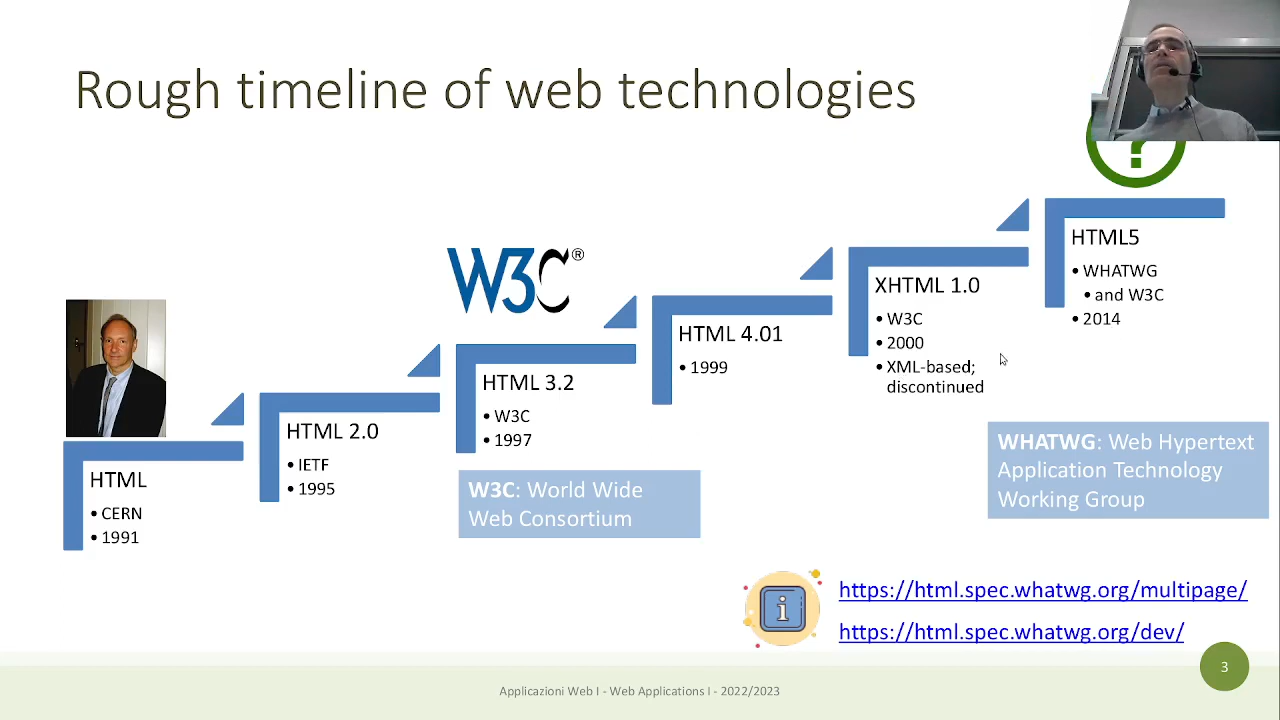 Rough timeline of web technologies
W3C®
HTML
• CERN
• 1991
HTML 2.0
• IETF
• 1995
HTML 3.2
• W3C
• 1997
W3C: World Wide
Web Consortium
HTML 4.01
• 1999
XHTML 1.0
• W3C
• 2000
• XML-based;
discontinued
HTML5
• WHATWG
• and W3C
• 2014
WHATWG: Web Hypertext
Application Technology
Working Group
i
https://html.spec.whatwg.org/multipage/
https://html.spec.whatwg.org/dev/
Applicazioni Web I - Web Applications I - 2022/2023
3